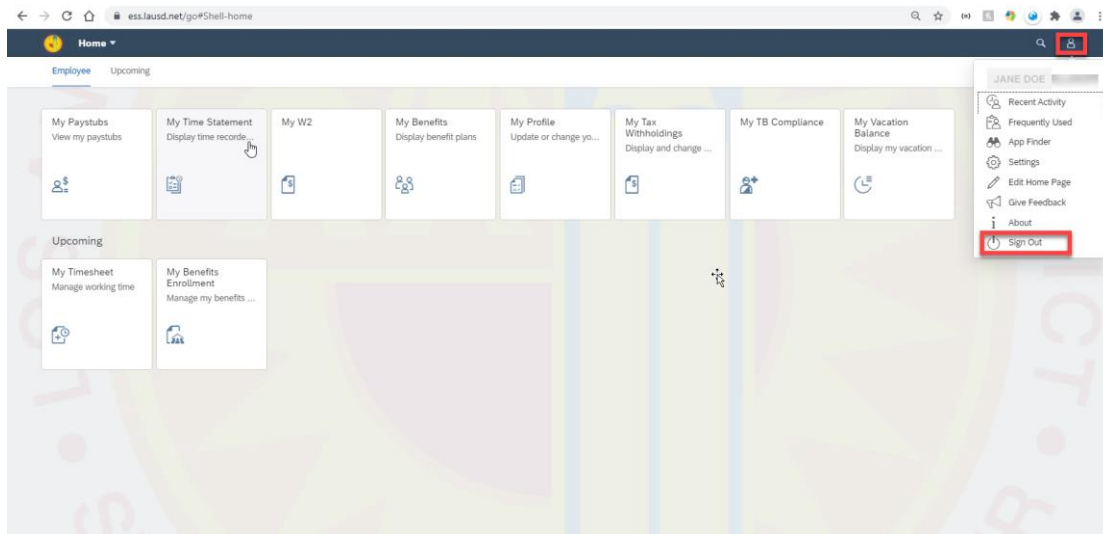 ess.lausd.net/go#Shell-home
Home
Employee Upcoming
JANE DOE
Recent Activity
Frequently Used
App Finder
Settings
Edit Home Page
Give Feedback
About
Sign Out
My Paystubs
View my paystubs
My Time Statement
Display time recorde...
My W2
My Benefits
Display benefit plans
My Profile
Update or change yo...
My Tax
Withholdings
Display and change ...
My TB Compliance
My Vacation
Balance
Display my vacation ...
Upcoming
My Timesheet
Manage working time
My Benefits
Enrollment
Manage my benefits ...